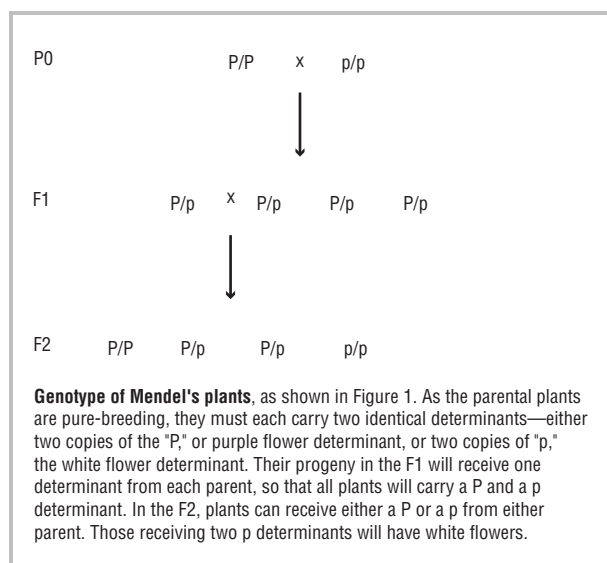 P0 P/P x p/p
F1 P/p x P/p P/p P/p
F2 P/P P/p P/p p/p
Genotype of Mendel's plants, as shown in Figure 1. As the parental plants
are pure-breeding, they must each carry two identical determinants—either
two copies of the "P," or purple flower determinant, or two copies of "p,"
the white flower determinant. Their progeny in the F1 will receive one
determinant from each parent, so that all plants will carry a P and a p
determinant. In the F2, plants can receive either a P or a p from either
parent. Those receiving two p determinants will have white flowers.